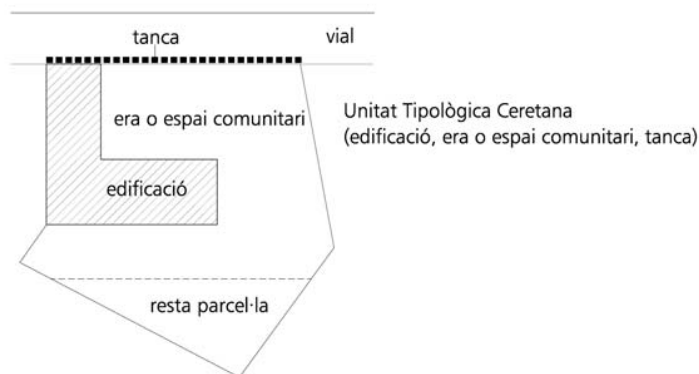 tanca
vial
era o espai comunitari
Unitat Tipològica Ceretana
(edificació, era o espai comunitari, tanca)
edificació
resta parcel·la